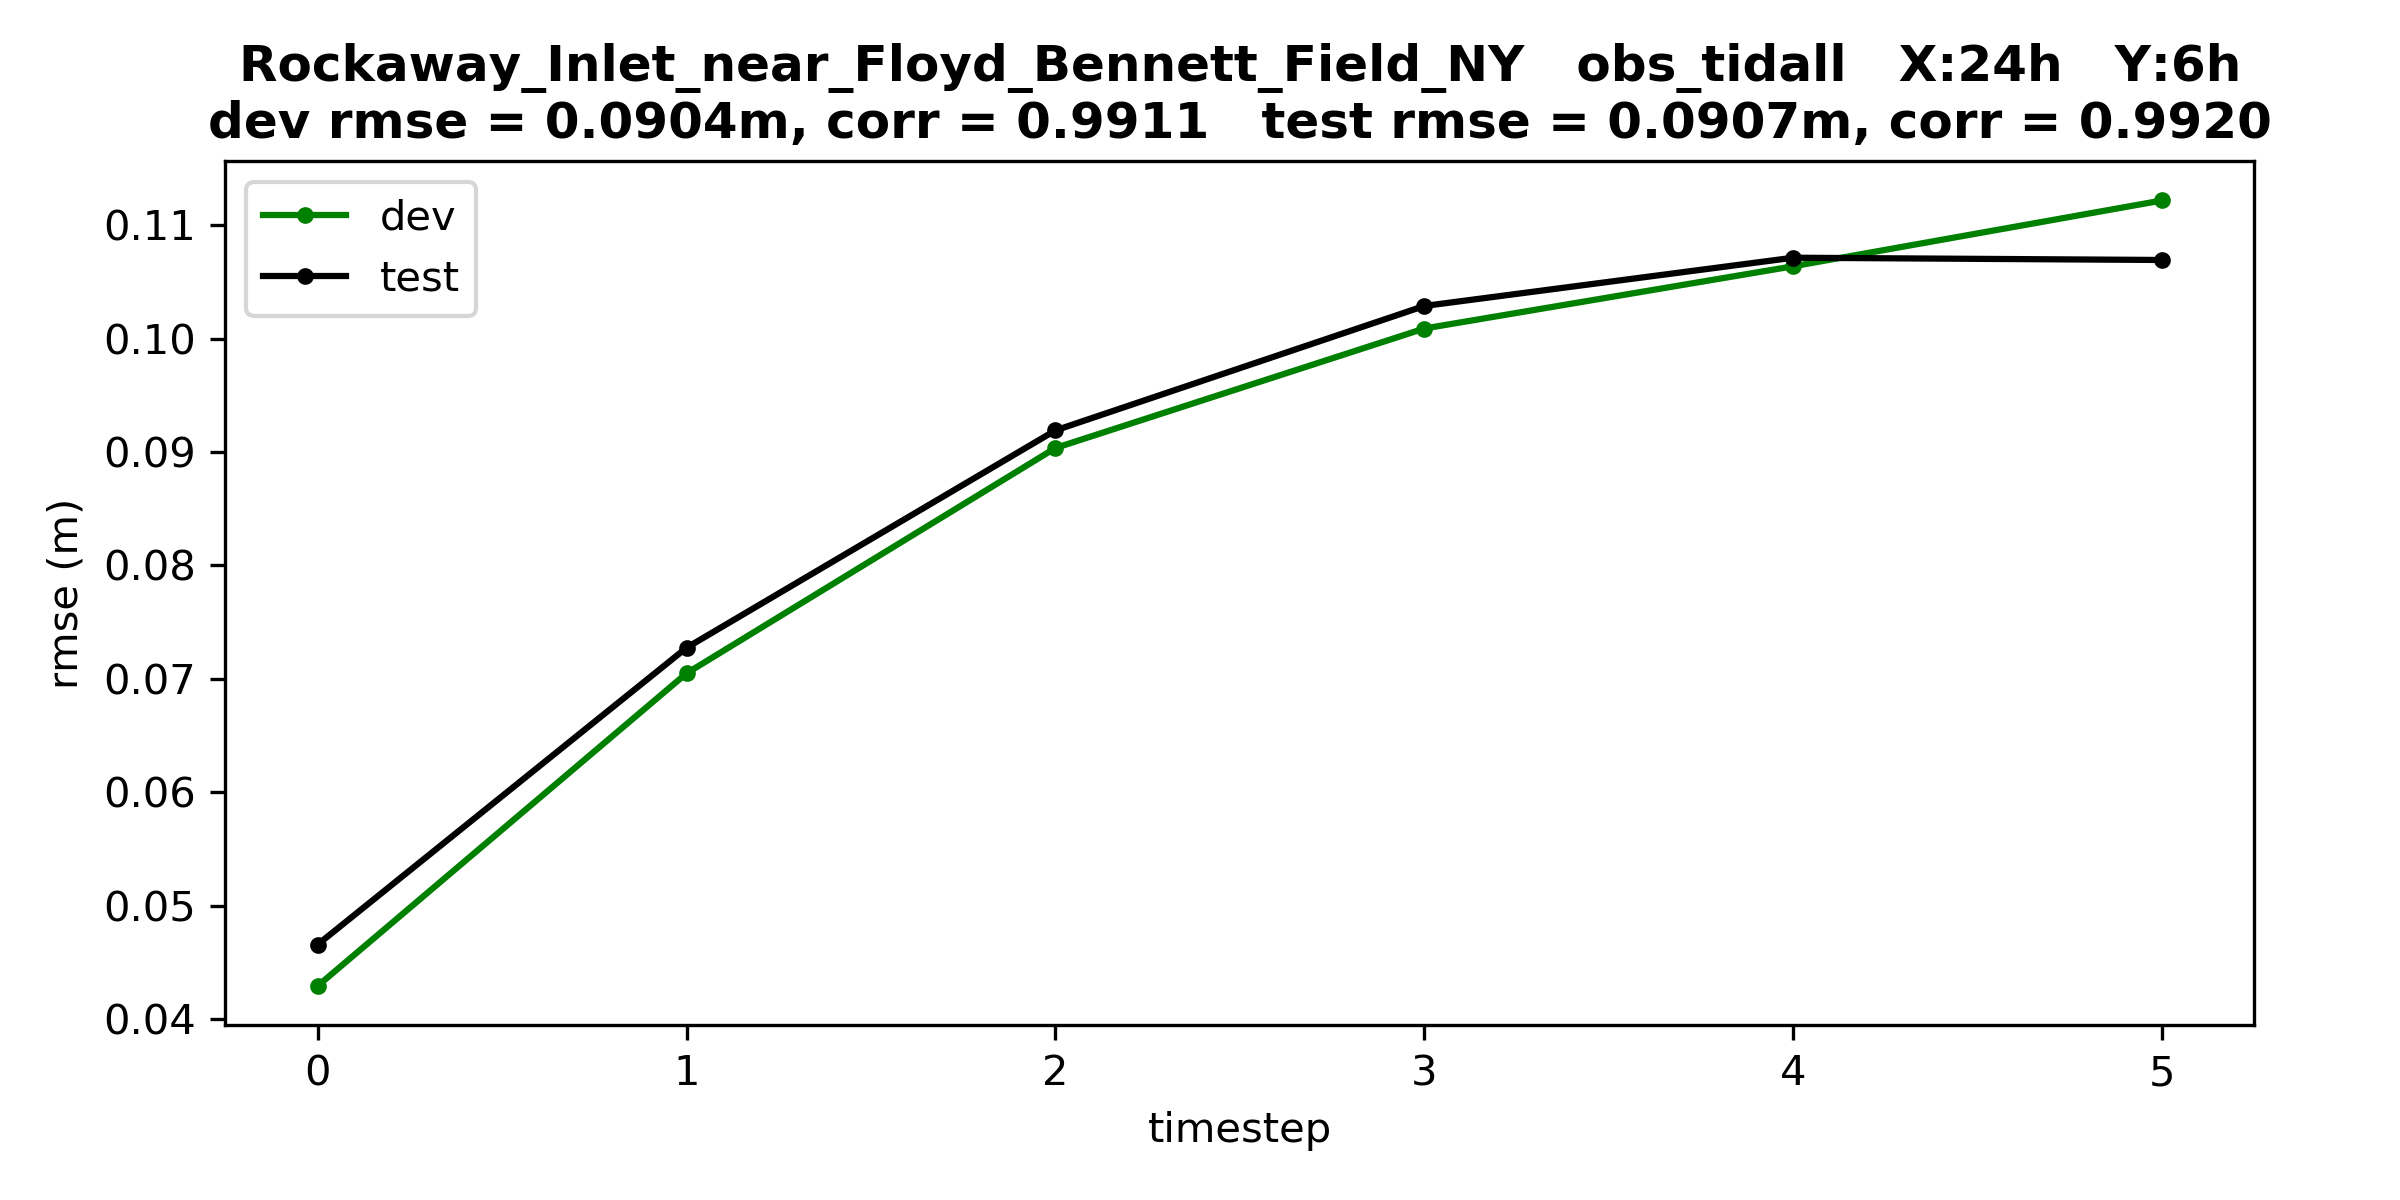 Rockaway_Inlet_near_Floyd_Bennett_Field_NY   obs_tidall   X:24h   Y:6h
dev rmse = 0.0904m, corr = 0.9911   test rmse = 0.0907m, corr = 0.9920
dev
test
0.11
0.10
0.09
0.08
0.07
0.06
0.05
0.04
rmse (m)
0 1 2 3 4 5
timestep